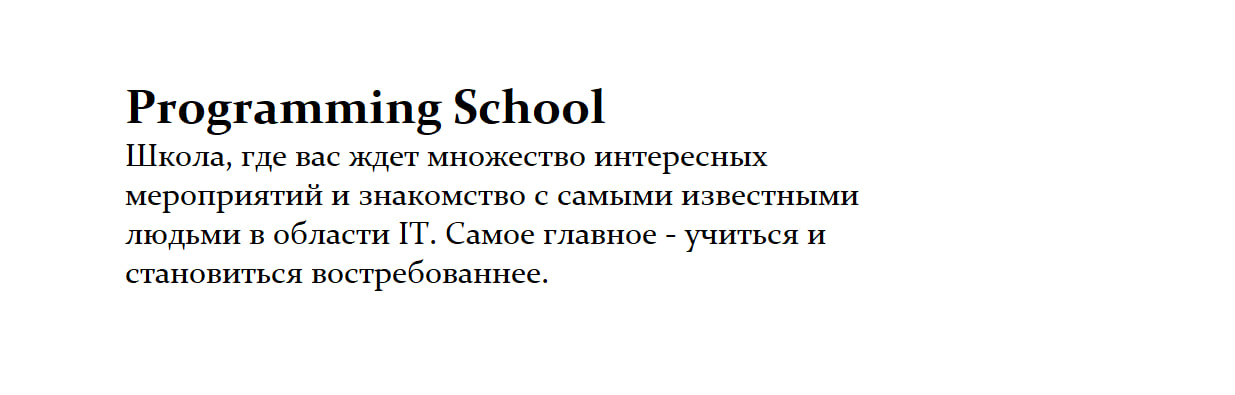 Programming School
Школа, где вас ждет множество интересных
мероприятий и знакомство с самыми известными
людьми в области IT. Самое главное - учиться и
становиться востребованнее.